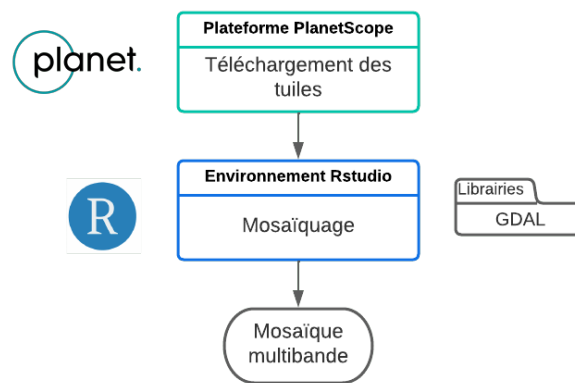 planet.
Plateforme PlanetScope
Téléchargement des
tuiles
R
Environnement Rstudio
Mosaïquage
Librairies
GDAL
Mosaïque
multibande